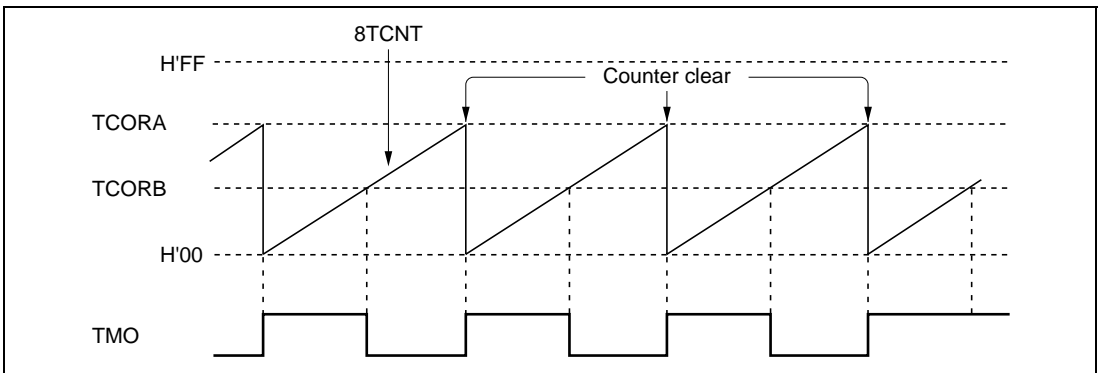 8TCNT
H'FF
Counter clear
TCORA
TCORB
H'00
TMO